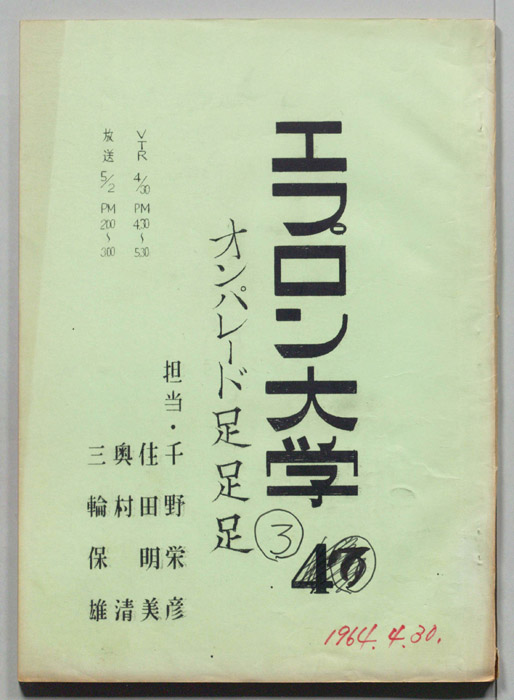 エプロン大学
4
③
オンパレード足足足
担当・千野栄彦
住田明美
奥村清
三輪保雄
VTR 4/30 PM 4:30〜5:30
放送 5/2 PM 2:00〜3:00
1964.4.30.